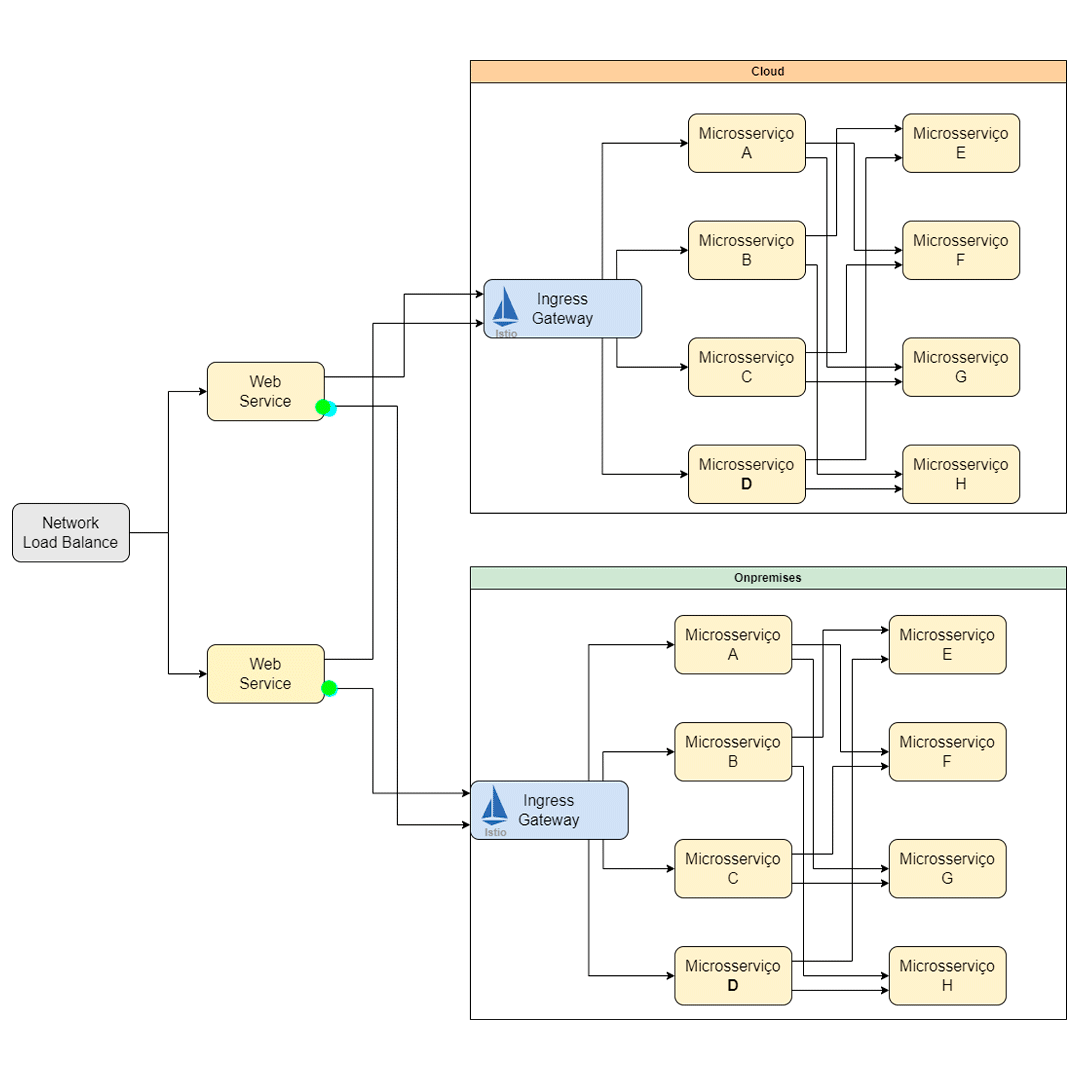 Cloud
Microsserviço
A
Microsserviço
E
Microsserviço
B
Microsserviço
F
Ingress
Gateway
Istio
Microsserviço
C
Microsserviço
G
Web
Service
Microsserviço
D
Microsserviço
H
Network
Load Balance
Onpremises
Microsserviço
A
Microsserviço
E
Web
Service
Microsserviço
B
Microsserviço
F
Ingress
Gateway
Istio
Microsserviço
C
Microsserviço
G
Microsserviço
D
Microsserviço
H